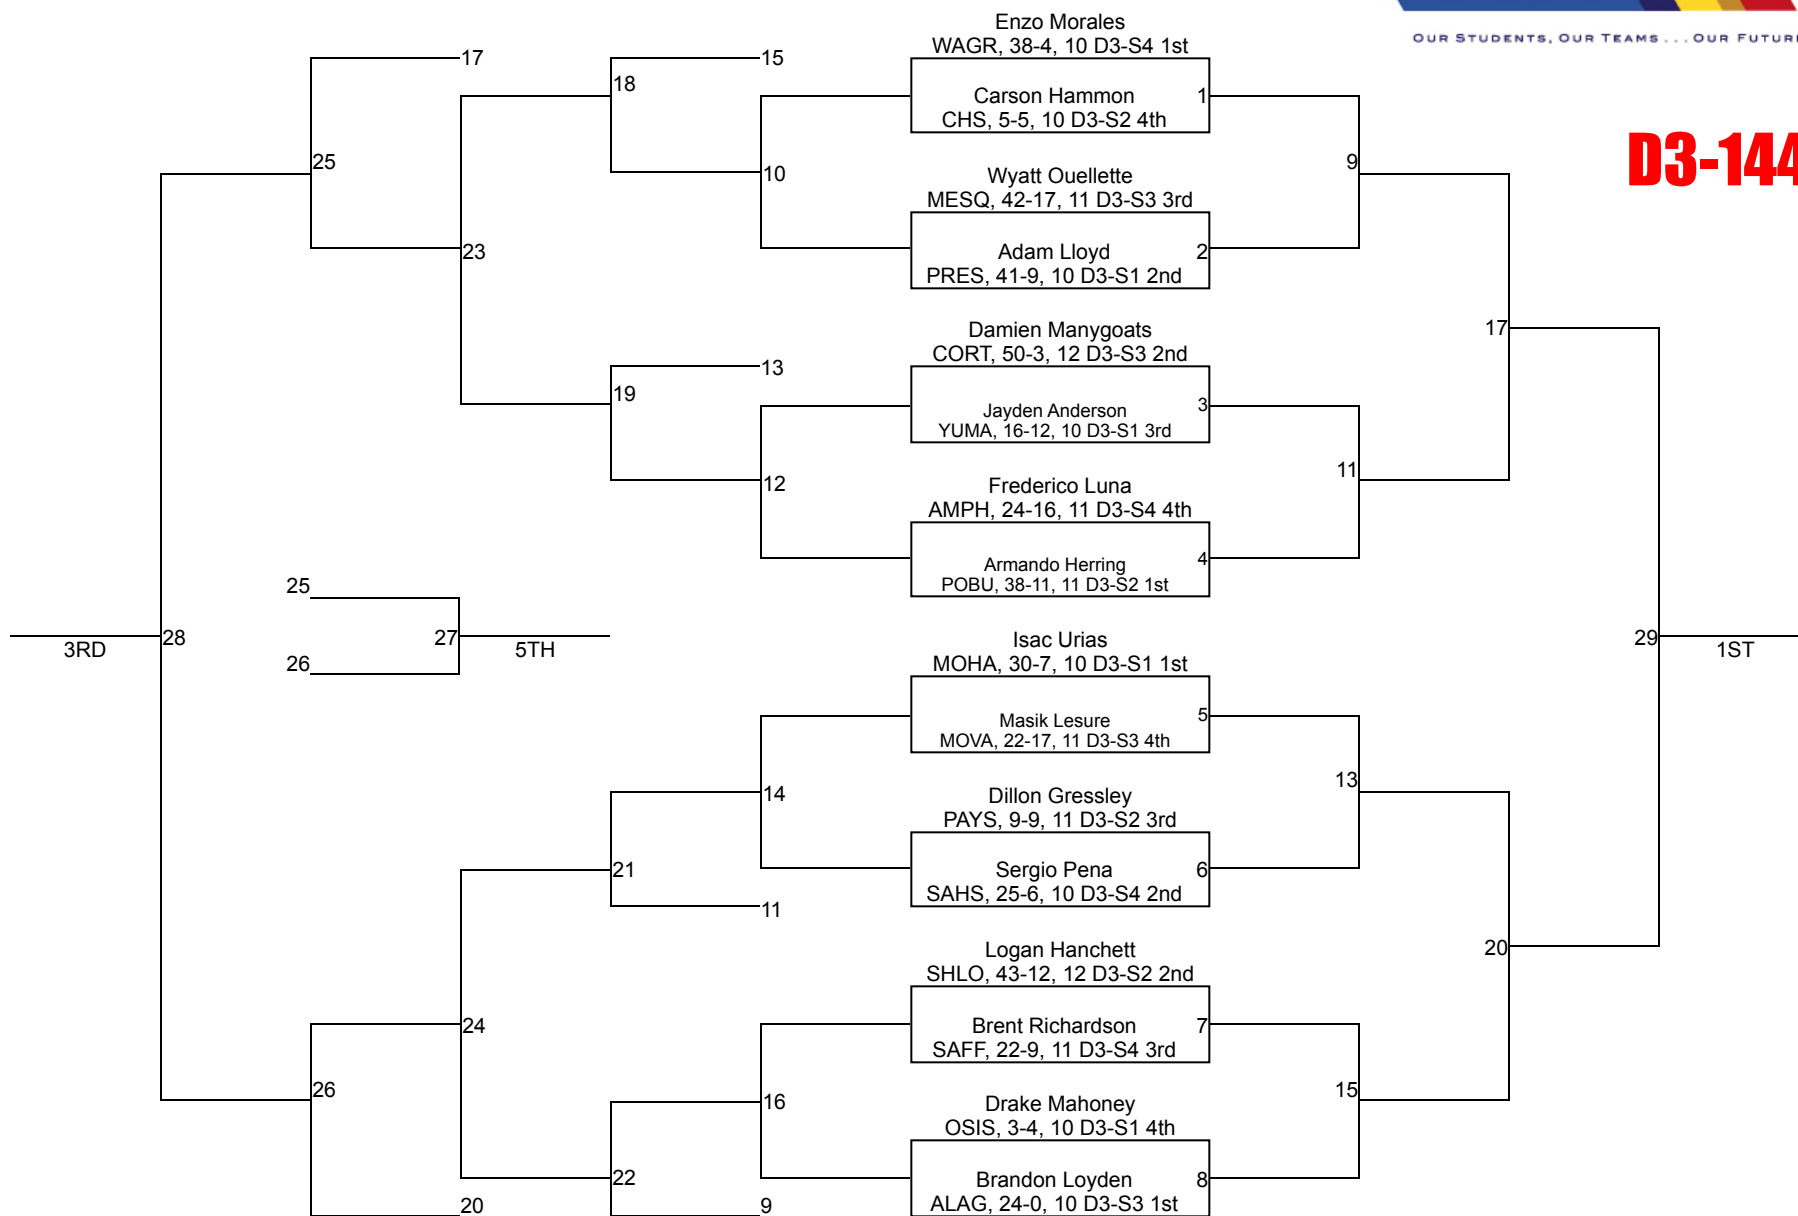 OUR STUDENTS, OUR TEAMS...OUR FUTURE
D3-144
Enzo Morales
WAGR, 38-4, 10 D3-S4 1st
17
15
18
Carson Hammon
1
CHS, 5-5, 10 D3-S2 4th
25
10
9
Wyatt Ouellette
MESQ, 42-17, 11 D3-S3 3rd
23
Adam Lloyd
2
PRES, 41-9, 10 D3-S1 2nd
Damien Manygoats
17
CORT, 50-3, 12 D3-S3 2nd
13
19
Jayden Anderson
3
YUMA, 16-12, 10 D3-S1 3rd
12
11
Frederico Luna
AMPH, 24-16, 11 D3-S4 4th
Armando Herring
4
POBU, 38-11, 11 D3-S2 1st
25
3RD
28
27
5TH
26
Isac Urias
29
1ST
MOHA, 30-7, 10 D3-S1 1st
Masik Lesure
5
MOVA, 22-17, 11 D3-S3 4th
14
13
Dillon Gressley
PAYS, 9-9, 11 D3-S2 3rd
21
Sergio Pena
6
SAHS, 25-6, 10 D3-S4 2nd
11
Logan Hanchett
20
SHLO, 43-12, 12 D3-S2 2nd
24
Brent Richardson
7
SAFF, 22-9, 11 D3-S4 3rd
26
16
15
Drake Mahoney
OSIS, 3-4, 10 D3-S1 4th
22
Brandon Loyden
8
ALAG, 24-0, 10 D3-S3 1st
20
9